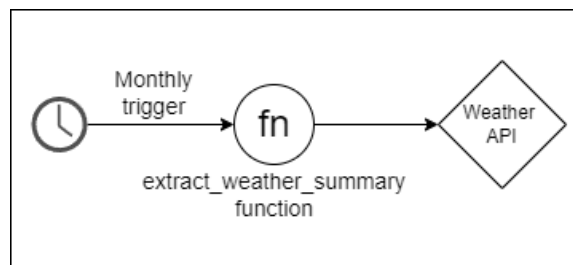 Monthly
trigger
fn
extract_weather_summary
function
Weather
API